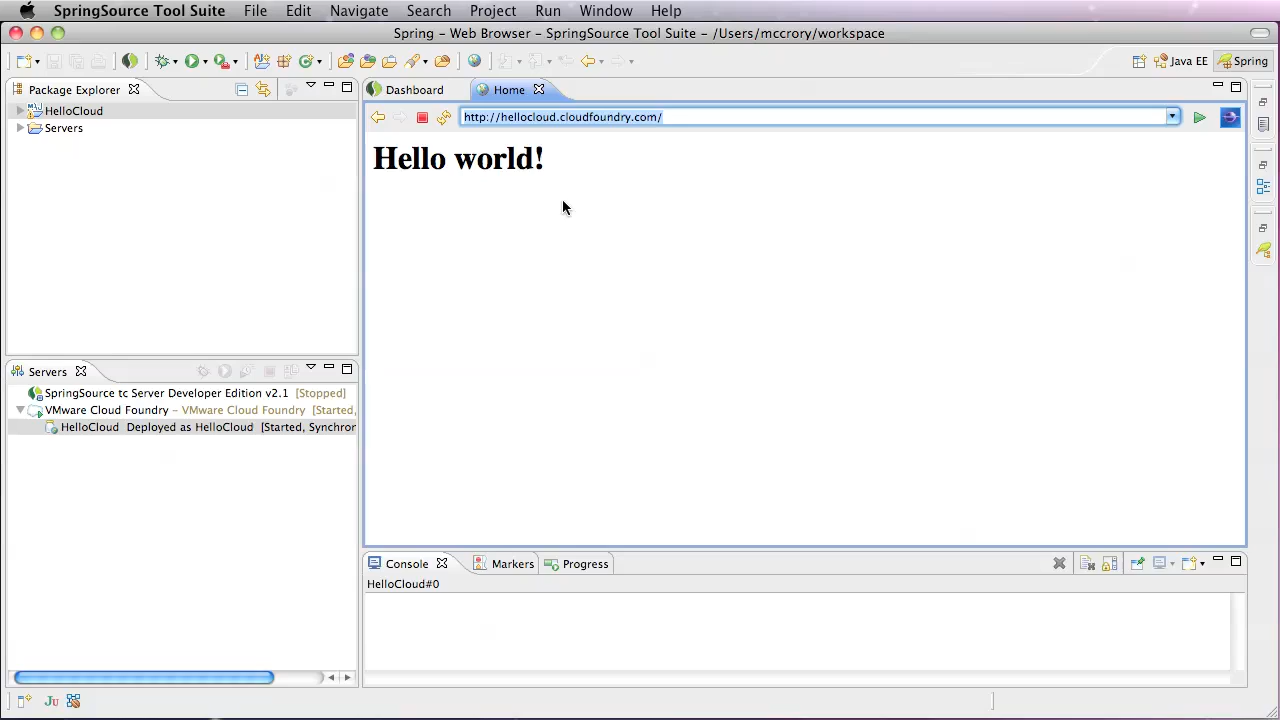 SpringSource Tool Suite File Edit Navigate Search Project Run Window Help
Spring – Web Browser – SpringSource Tool Suite – /Users/mccrory/workspace
Java EE Spring
Package Explorer
HelloCloud
Servers
Dashboard Home
http://hellocloud.cloudfoundry.com/
Hello world!
Servers
SpringSource tc Server Developer Edition v2.1 [Stopped]
VMware Cloud Foundry – VMware Cloud Foundry [Started,
HelloCloud Deployed as HelloCloud [Started, Synchron
Console Markers Progress
HelloCloud#0
Ju